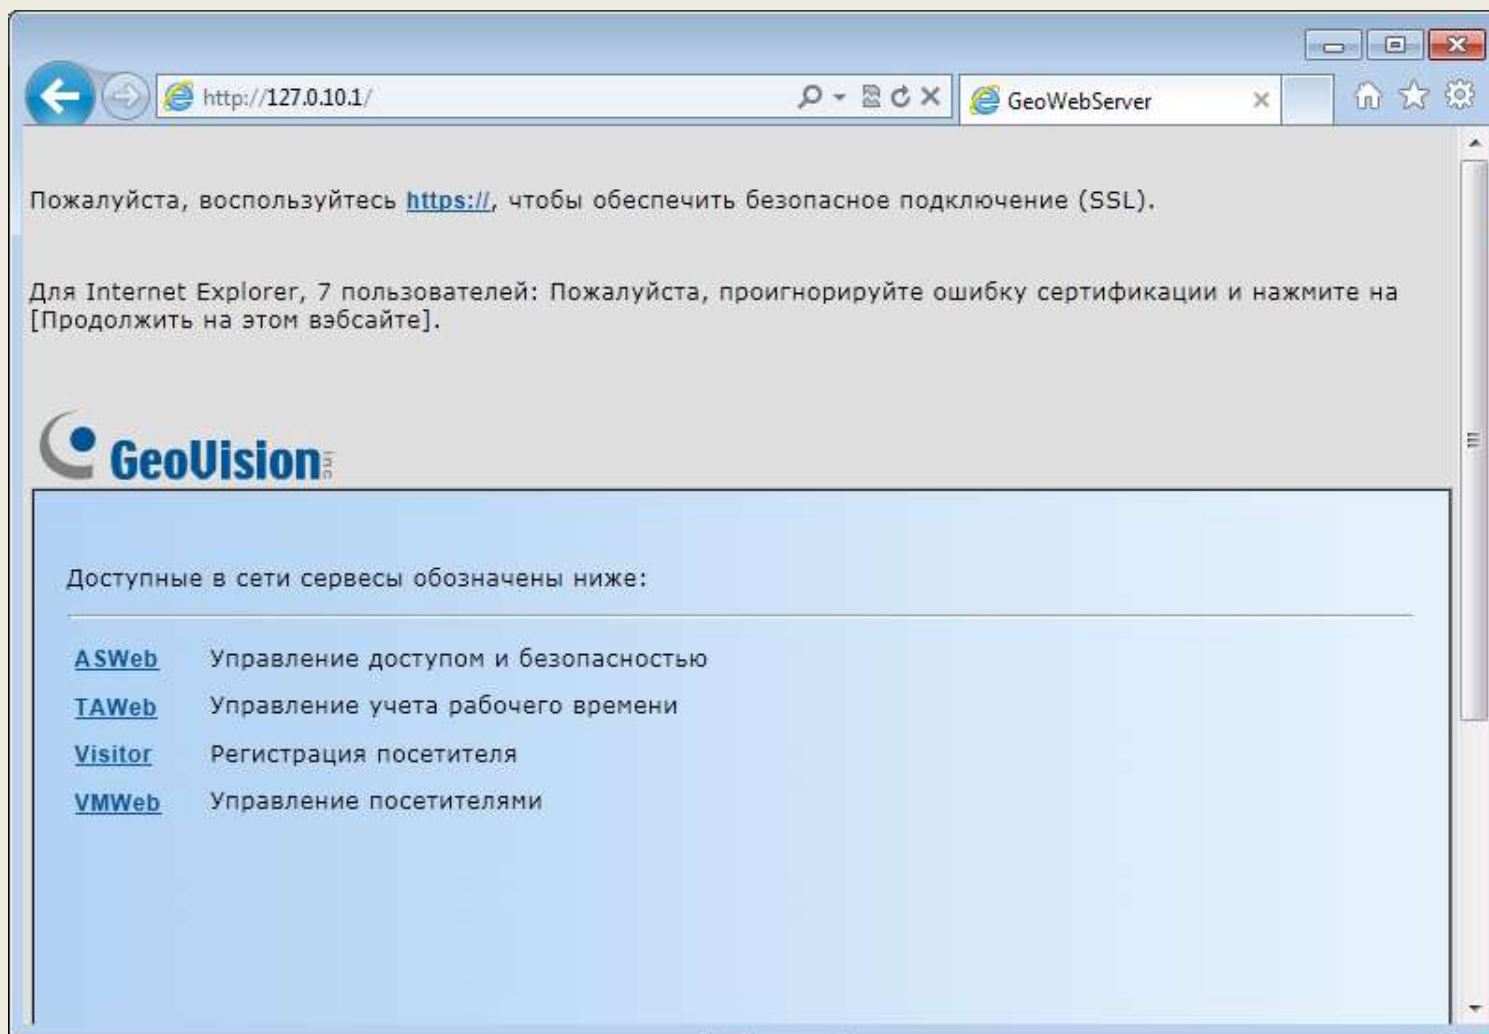 http://127.0.10.1/
GeoWebServer
Пожалуйста, воспользуйтесь https://, чтобы обеспечить безопасное подключение (SSL).
Для Internet Explorer, 7 пользователей: Пожалуйста, проигнорируйте ошибку сертификации и нажмите на
[Продолжить на этом вэбсайте].
GeoVision
Доступные в сети сервесы обозначены ниже:
ASWeb Управление доступом и безопасностью
TAWeb Управление учета рабочего времени
Visitor Регистрация посетителя
VMWeb Управление посетителями